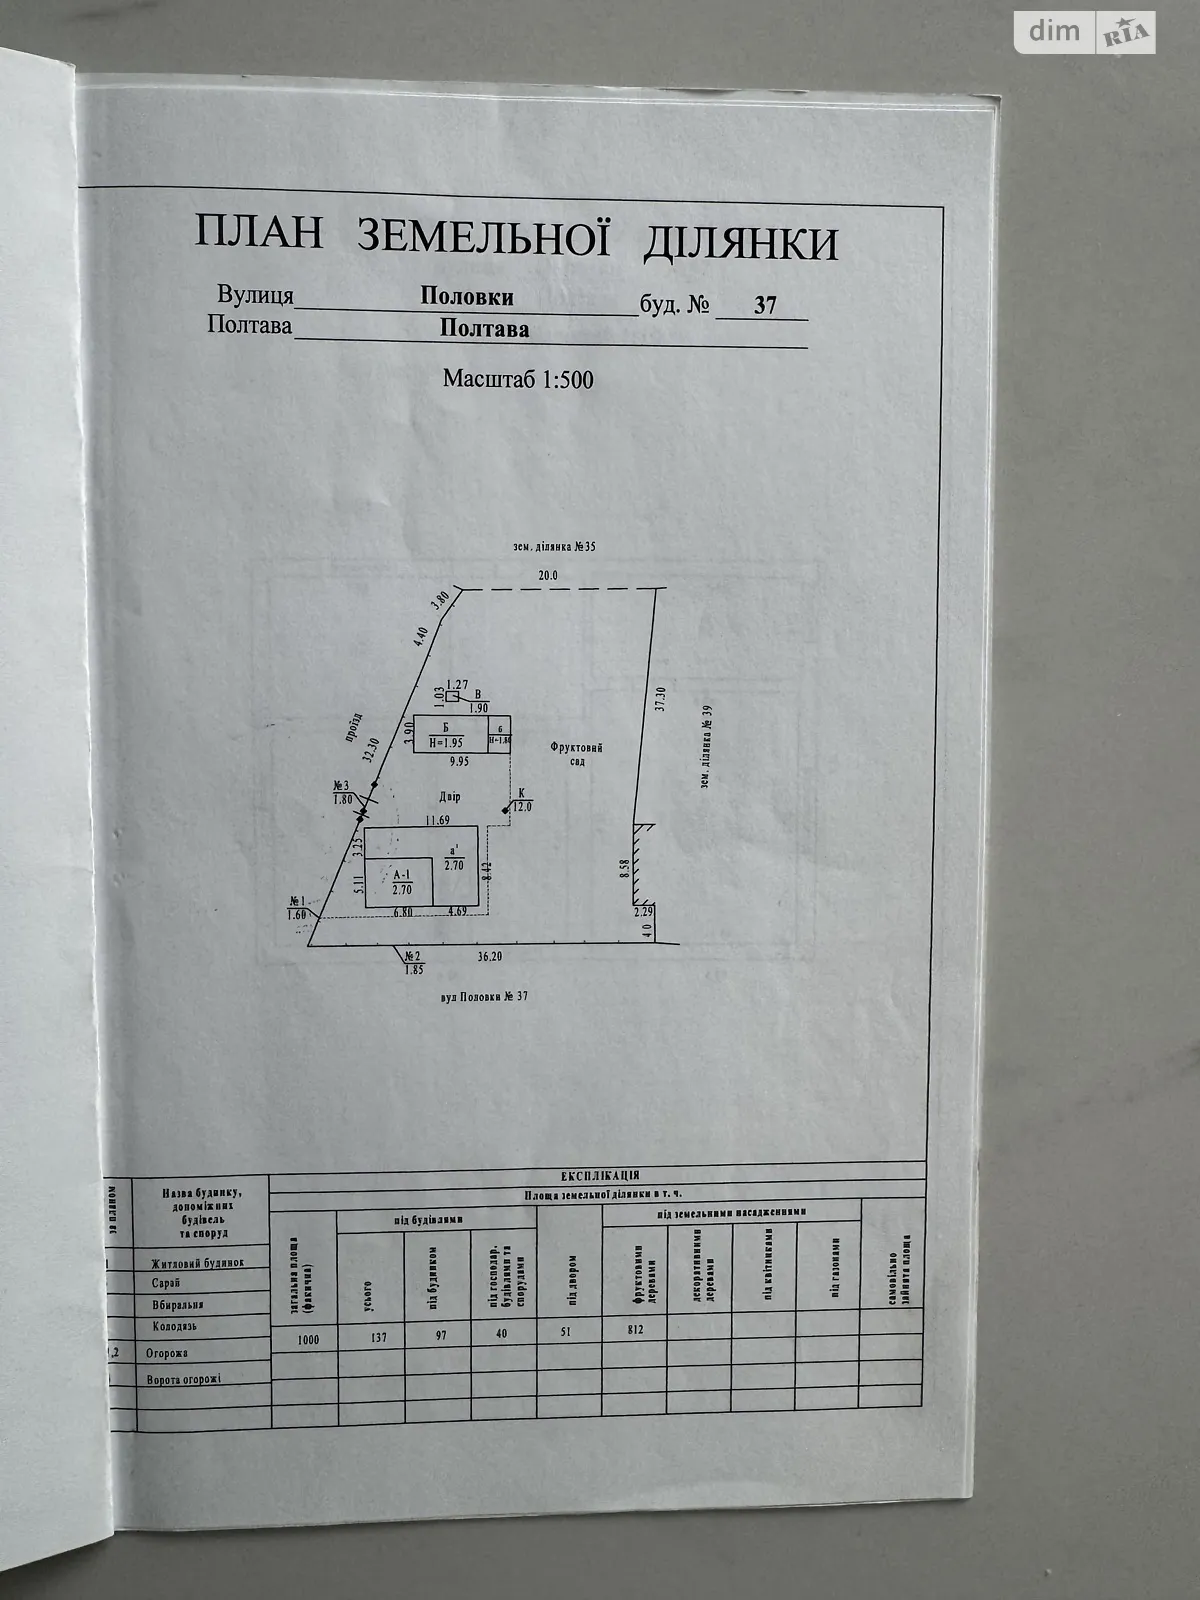 dim RIA
ПЛАН ЗЕМЕЛЬНОЇ ДІЛЯНКИ
Вулиця Половки буд. № 37
Полтава Полтава
Масштаб 1:500
зем. ділянка №35
20.0
3.80
4.40
1.27
1.03
В
1.90
37.30
проїзд
32.30
3.90
Б
Н=1.95
б
9.95
Фруктовий
сад
зем. ділянка № 39
№3
1.80
Двір
К
12.0
11.69
3.25
а'
2.70
8.42
8.58
5.11
А-1
2.70
№1
1.60
6.80
4.69
2.29
4.0
№2
1.85
36.20
вул Половки № 37
ЕКСПЛІКАЦІЯ
Площа земельної ділянки в т. ч.
за планом
Назва будинку,
допоміжних
будівель
та споруд
загальна площа
(фактична)
під будівлями
усього
під будинком
під господар.
будівлями та
спорудами
під двором
під земельними насадженнями
фруктовими
деревами
декоративними
деревами
під квітниками
під газонами
самовільно
зайнята площа
Житловий будинок
Сарай
Вбиральня
Колодязь
1000 137 97 40 51 812
,2 Огорожа
Ворота огорожі